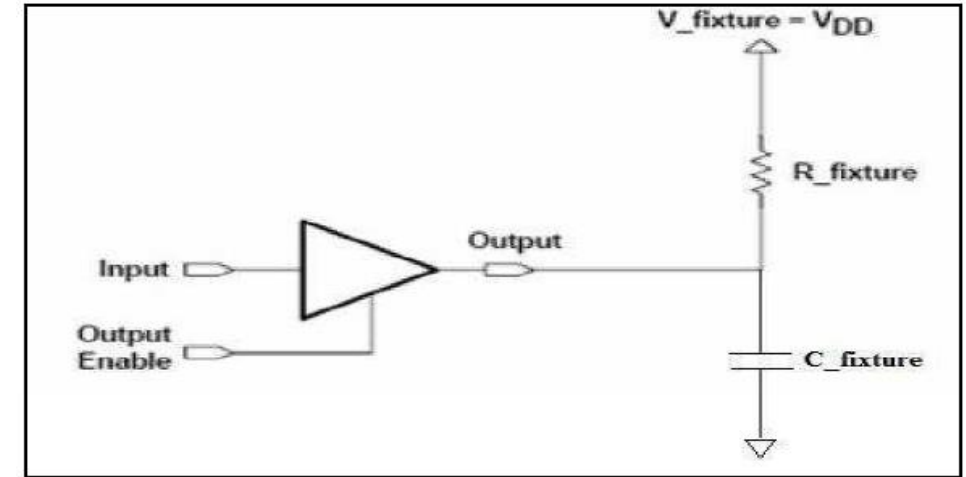 V_fixture = VDD
R_fixture
Output
Input
Output
Enable
C_fixture